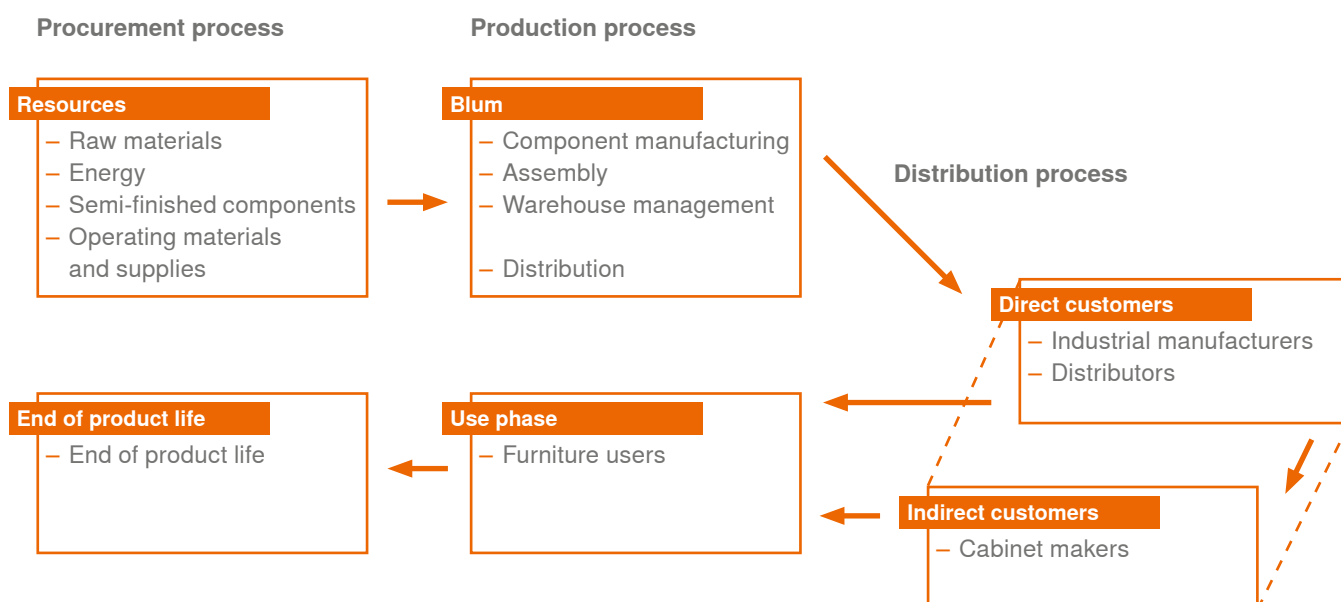 Procurement process
Production process
Resources
– Raw materials
– Energy
– Semi-finished components
– Operating materials
and supplies
Blum
– Component manufacturing
– Assembly
– Warehouse management
– Distribution
Distribution process
Direct customers
– Industrial manufacturers
– Distributors
End of product life
– End of product life
Use phase
– Furniture users
Indirect customers
– Cabinet makers